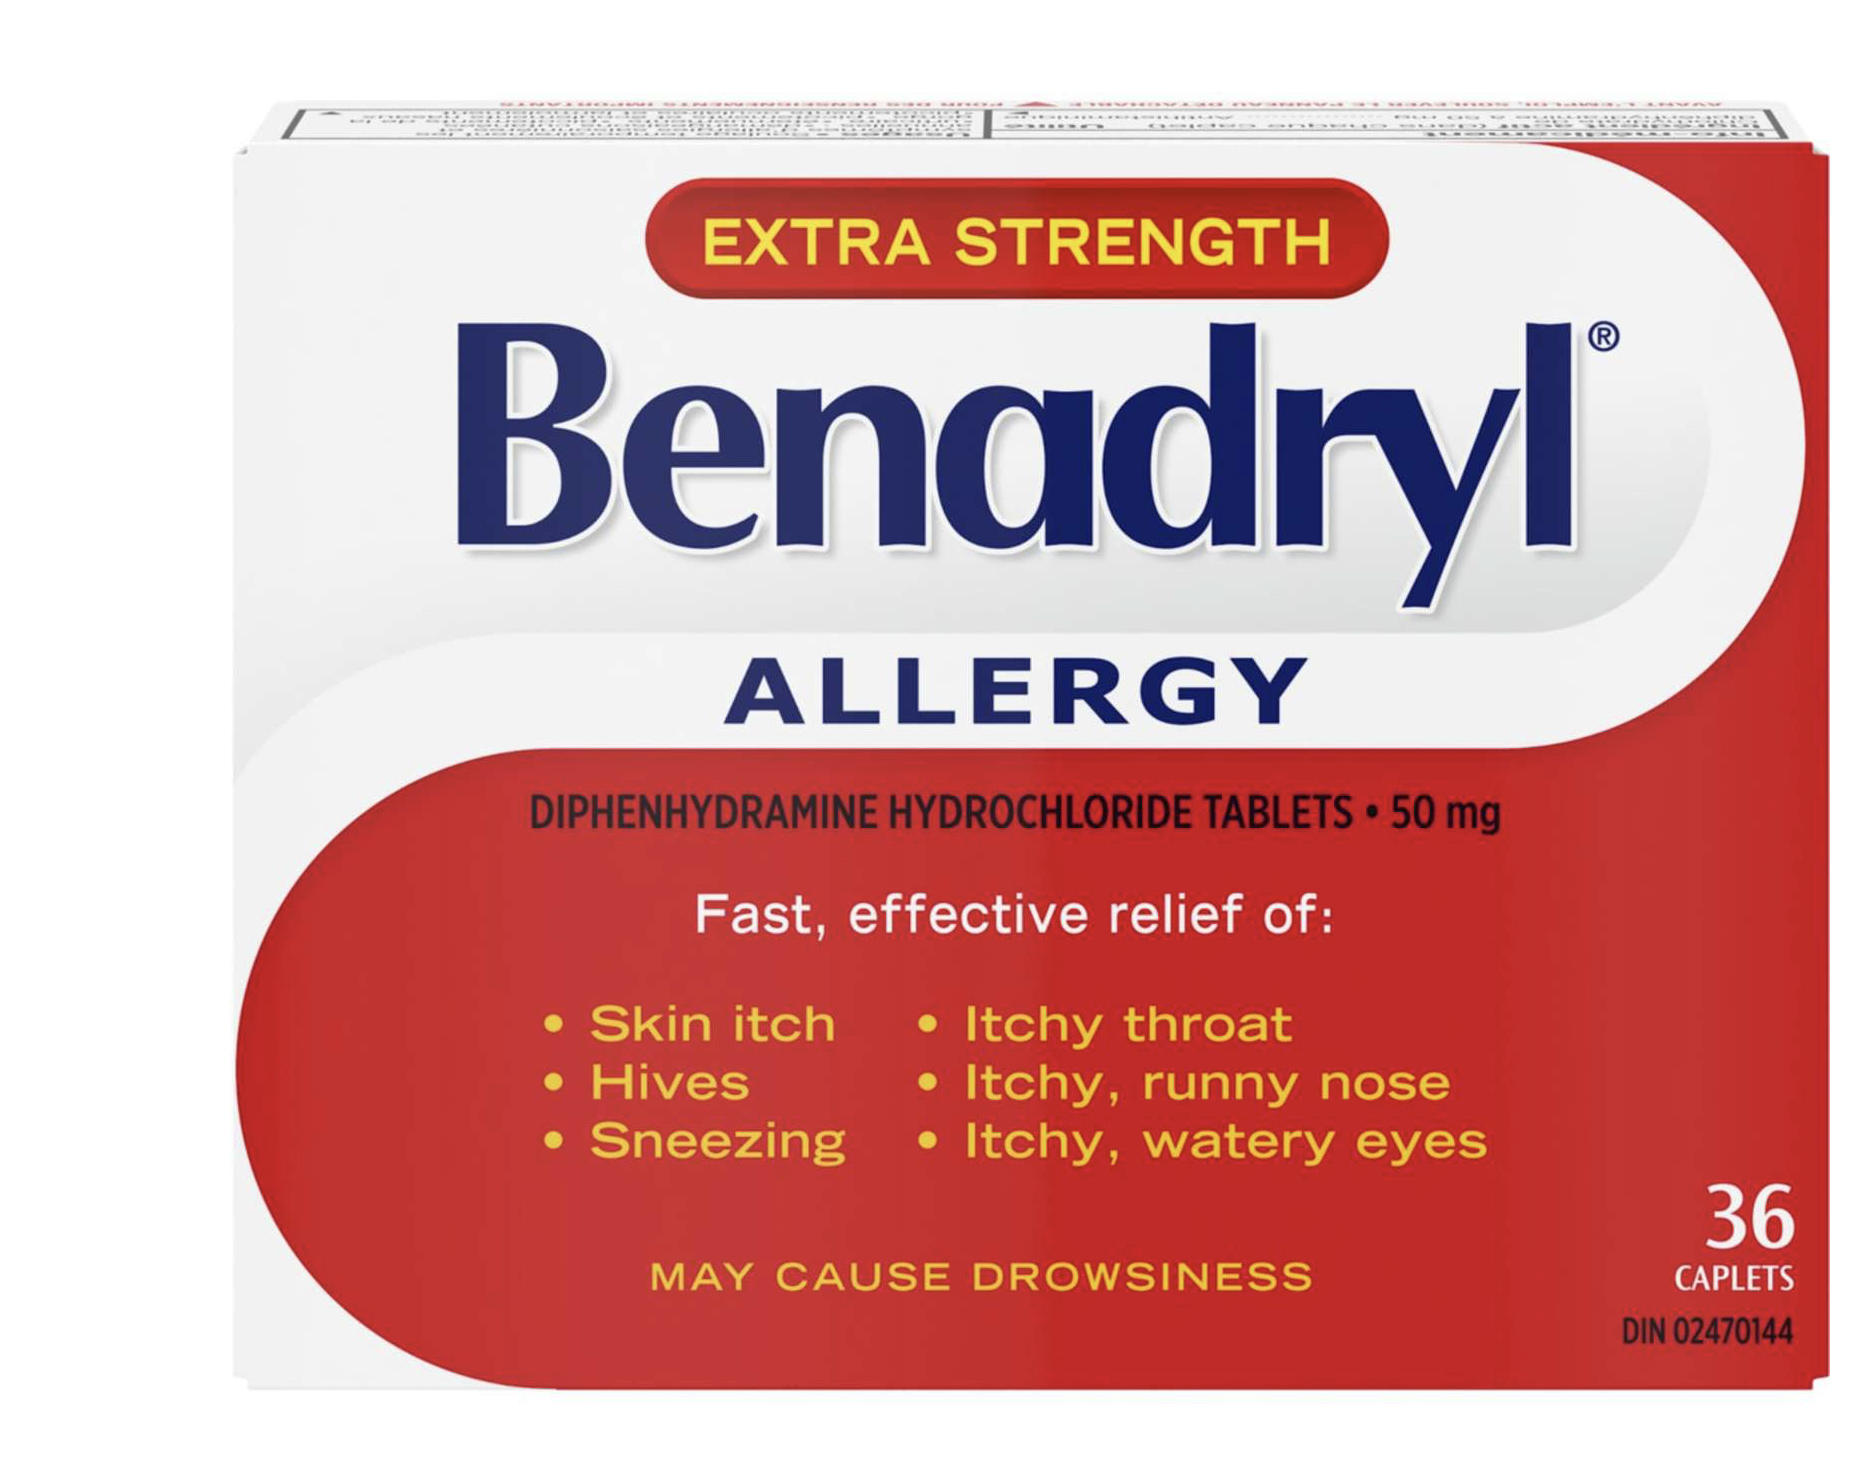 EXTRA STRENGTH
Benadryl®
ALLERGY
DIPHENHYDRAMINE HYDROCHLORIDE TABLETS • 50 mg
Fast, effective relief of:
• Skin itch
• Hives
• Sneezing
• Itchy throat
• Itchy, runny nose
• Itchy, watery eyes
MAY CAUSE DROWSINESS
36
CAPLETS
DIN 02470144